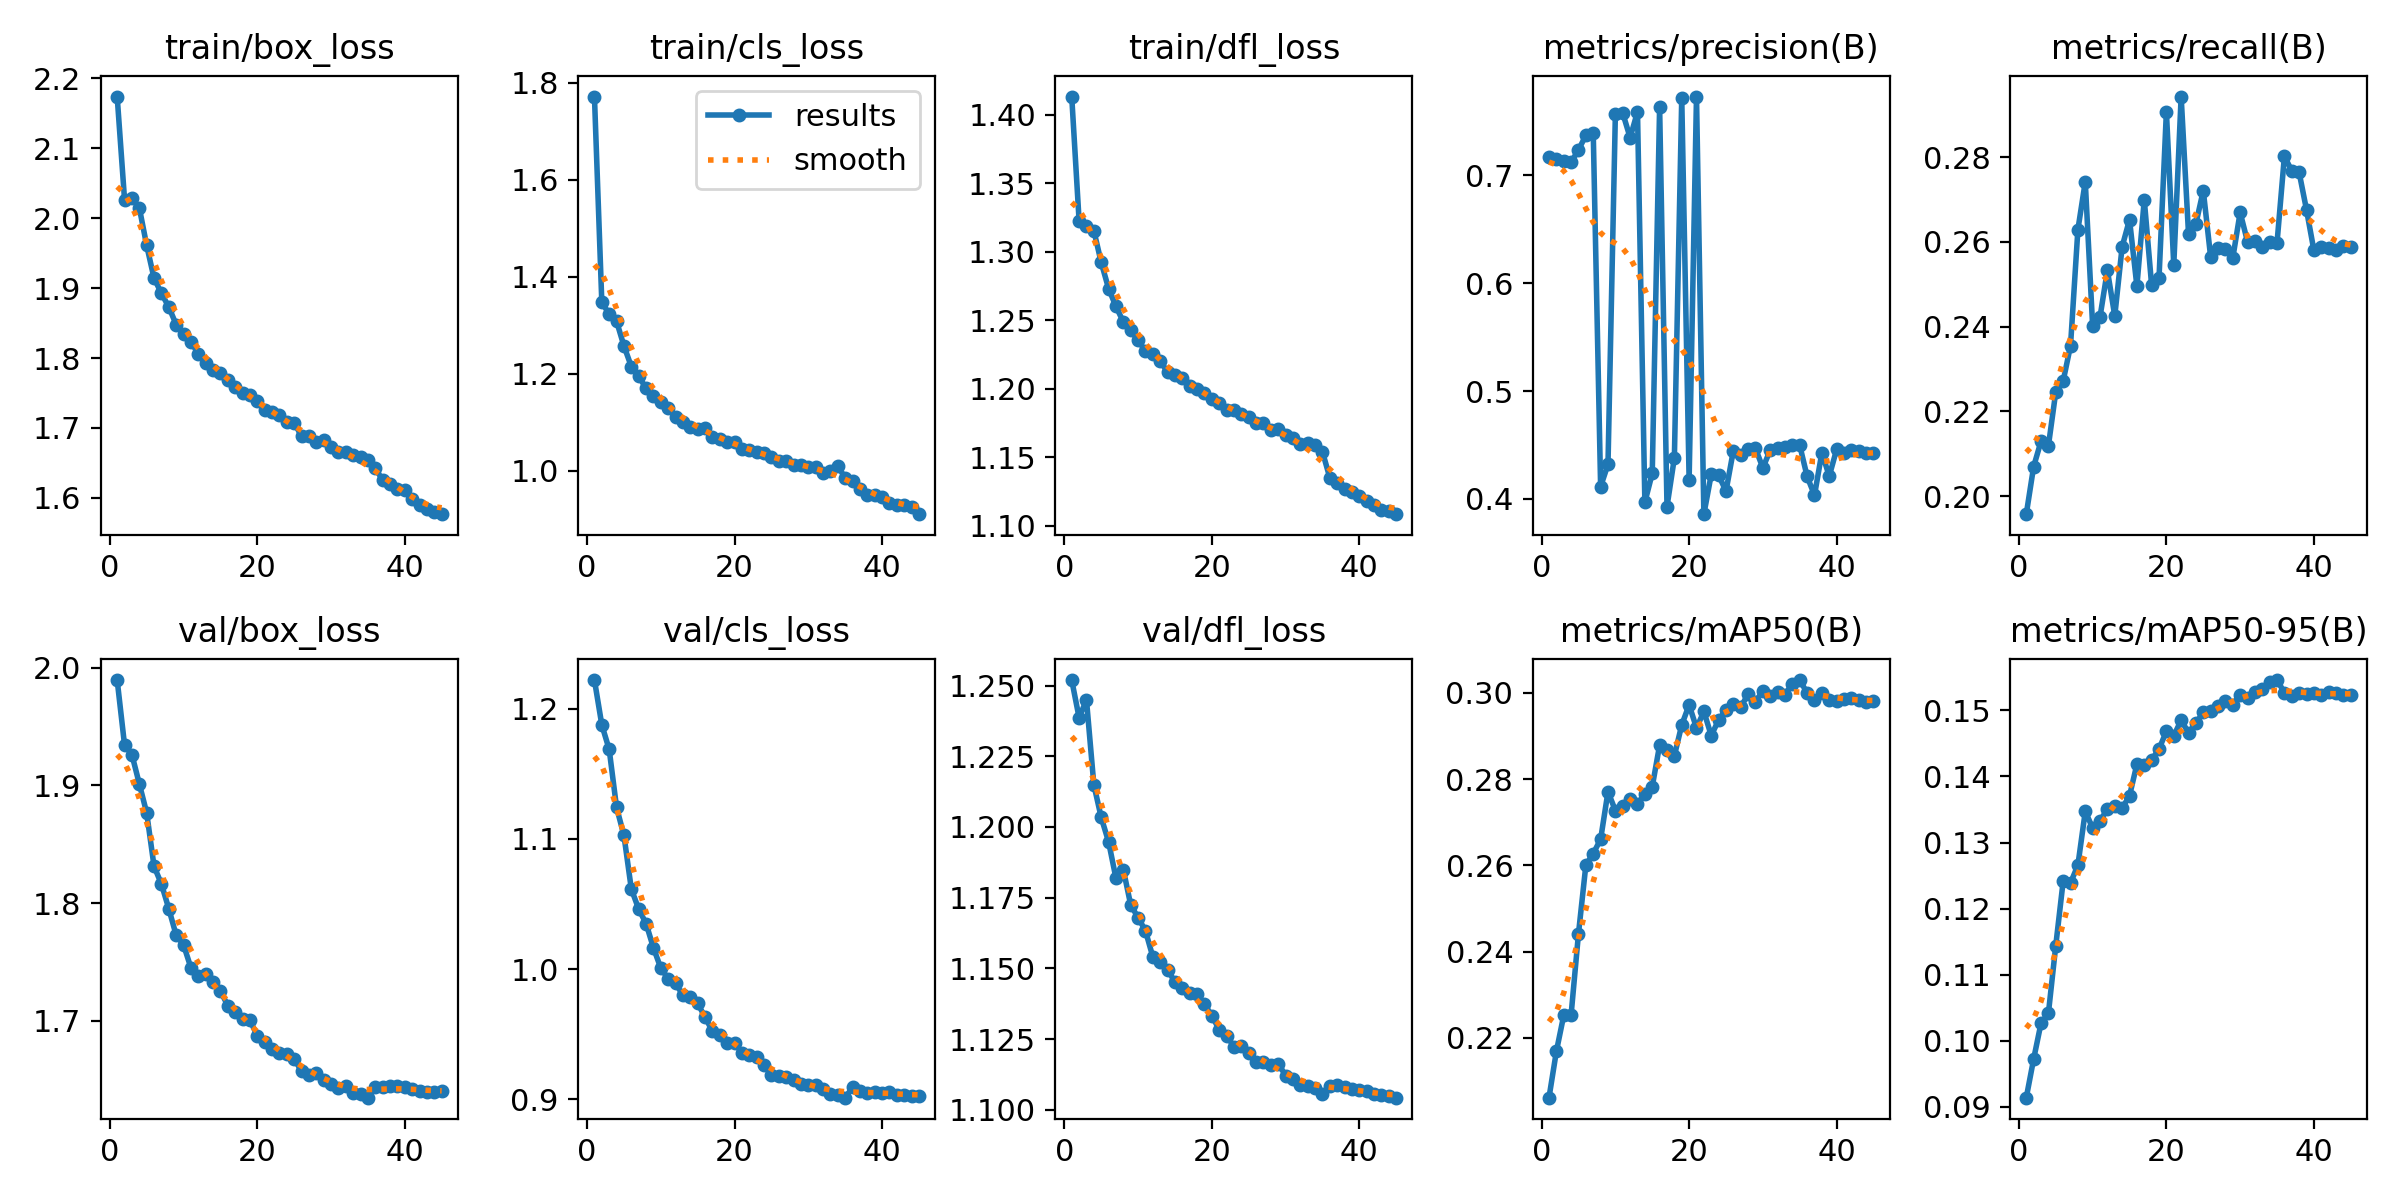 train/box_loss
2.2
2.1
2.0
1.9
1.8
1.7
1.6
0 20 40
train/cls_loss
results
smooth
1.8
1.6
1.4
1.2
1.0
0 20 40
train/dfl_loss
1.40
1.35
1.30
1.25
1.20
1.15
1.10
0 20 40
metrics/precision(B)
0.7
0.6
0.5
0.4
0 20 40
metrics/recall(B)
0.28
0.26
0.24
0.22
0.20
0 20 40
val/box_loss
2.0
1.9
1.8
1.7
0 20 40
val/cls_loss
1.2
1.1
1.0
0.9
0 20 40
val/dfl_loss
1.250
1.225
1.200
1.175
1.150
1.125
1.100
0 20 40
metrics/mAP50(B)
0.30
0.28
0.26
0.24
0.22
0 20 40
metrics/mAP50-95(B)
0.15
0.14
0.13
0.12
0.11
0.10
0.09
0 20 40